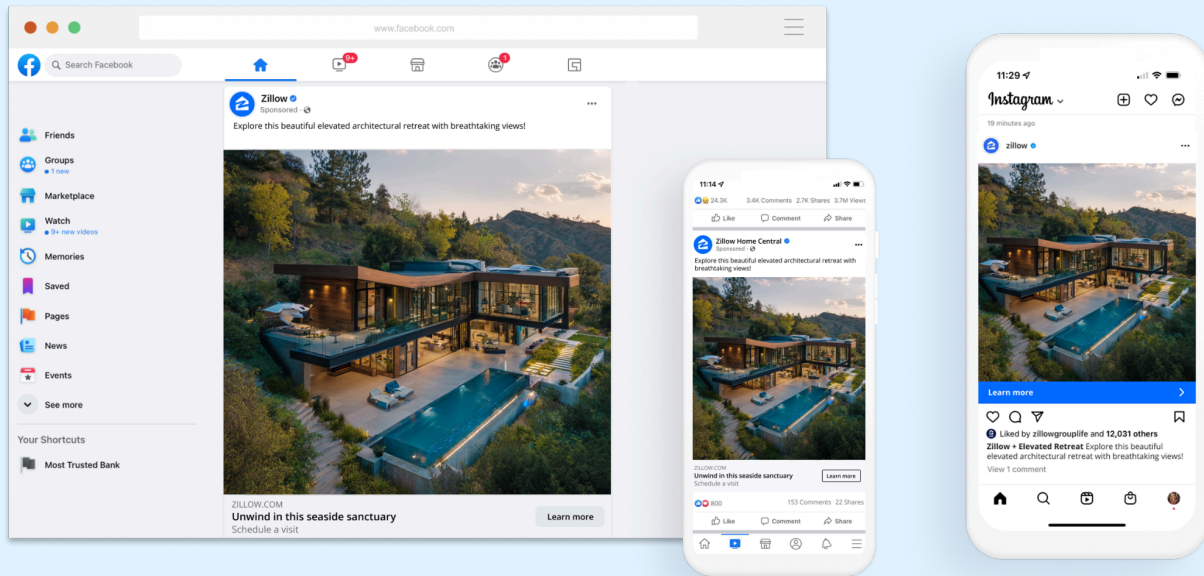 www.facebook.com
Search Facebook
9+
1
Friends
Groups
1 new
Marketplace
Watch
9+ new videos
Memories
Saved
Pages
News
Events
See more
Your Shortcuts
Most Trusted Bank
Zillow
Sponsored ·
Explore this beautiful elevated architectural retreat with breathtaking views!
ZILLOW.COM
Unwind in this seaside sanctuary
Schedule a visit
Learn more
11:14
24.3K 3.4K Comments 2.7K Shares 3.7M Views
Like Comment Share
Zillow Home Central
Sponsored ·
Explore this beautiful elevated architectural retreat with
breathtaking views!
ZILLOW.COM
Unwind in this seaside sanctuary
Schedule a visit
Learn more
800 153 Comments 22 Shares
Like Comment Share
11:29
Instagram
19 minutes ago
zillow
Learn more
Liked by zillowgrouplife and 12,031 others
Zillow + Elevated Retreat Explore this beautiful
elevated architectural retreat with breathtaking views!
View 1 comment